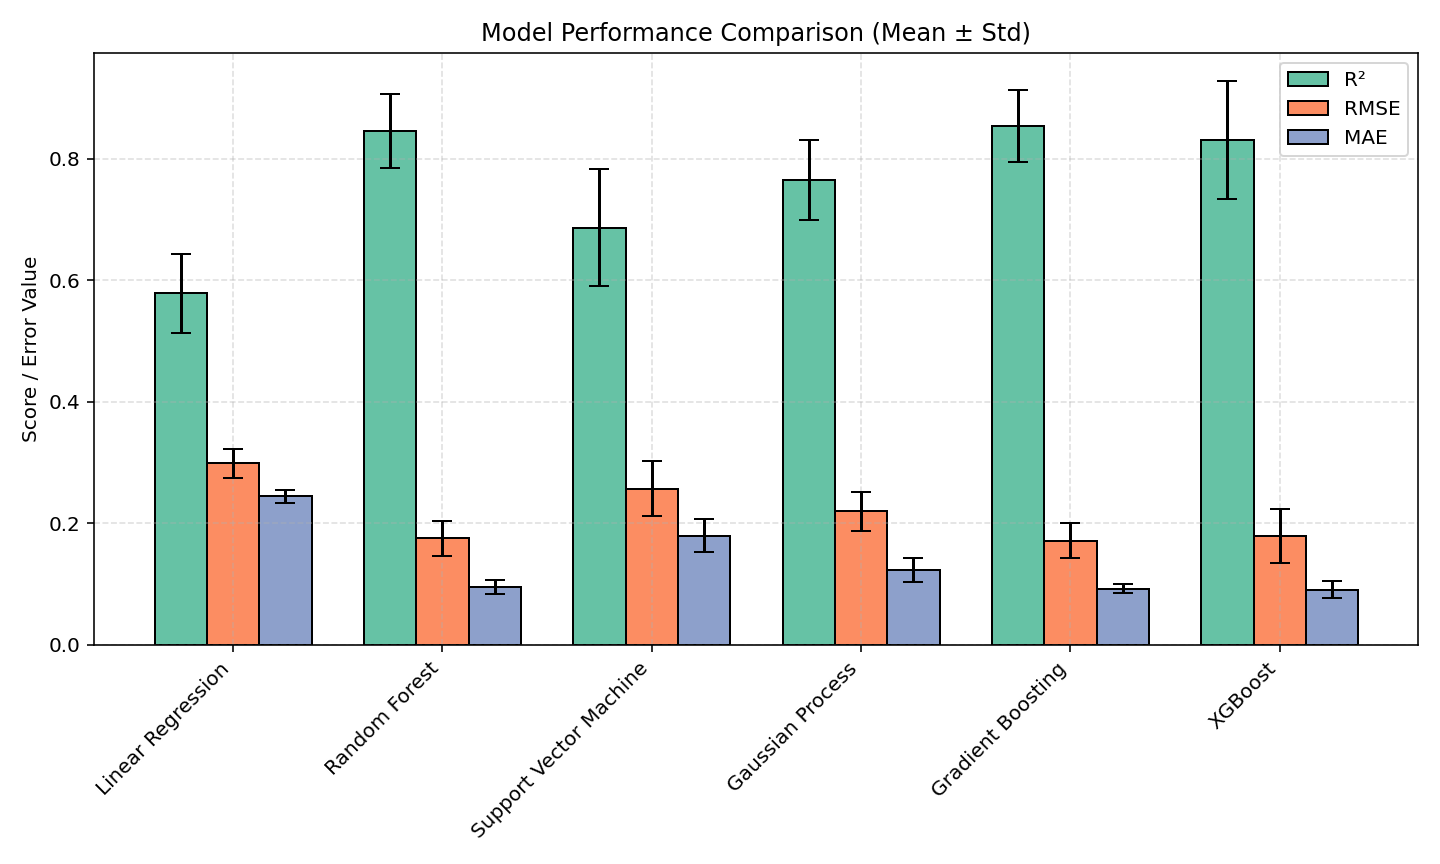 Model Performance Comparison (Mean ± Std)
R²
RMSE
MAE
Score / Error Value
0.8
0.6
0.4
0.2
0.0
Linear Regression
Random Forest
Support Vector Machine
Gaussian Process
Gradient Boosting
XGBoost